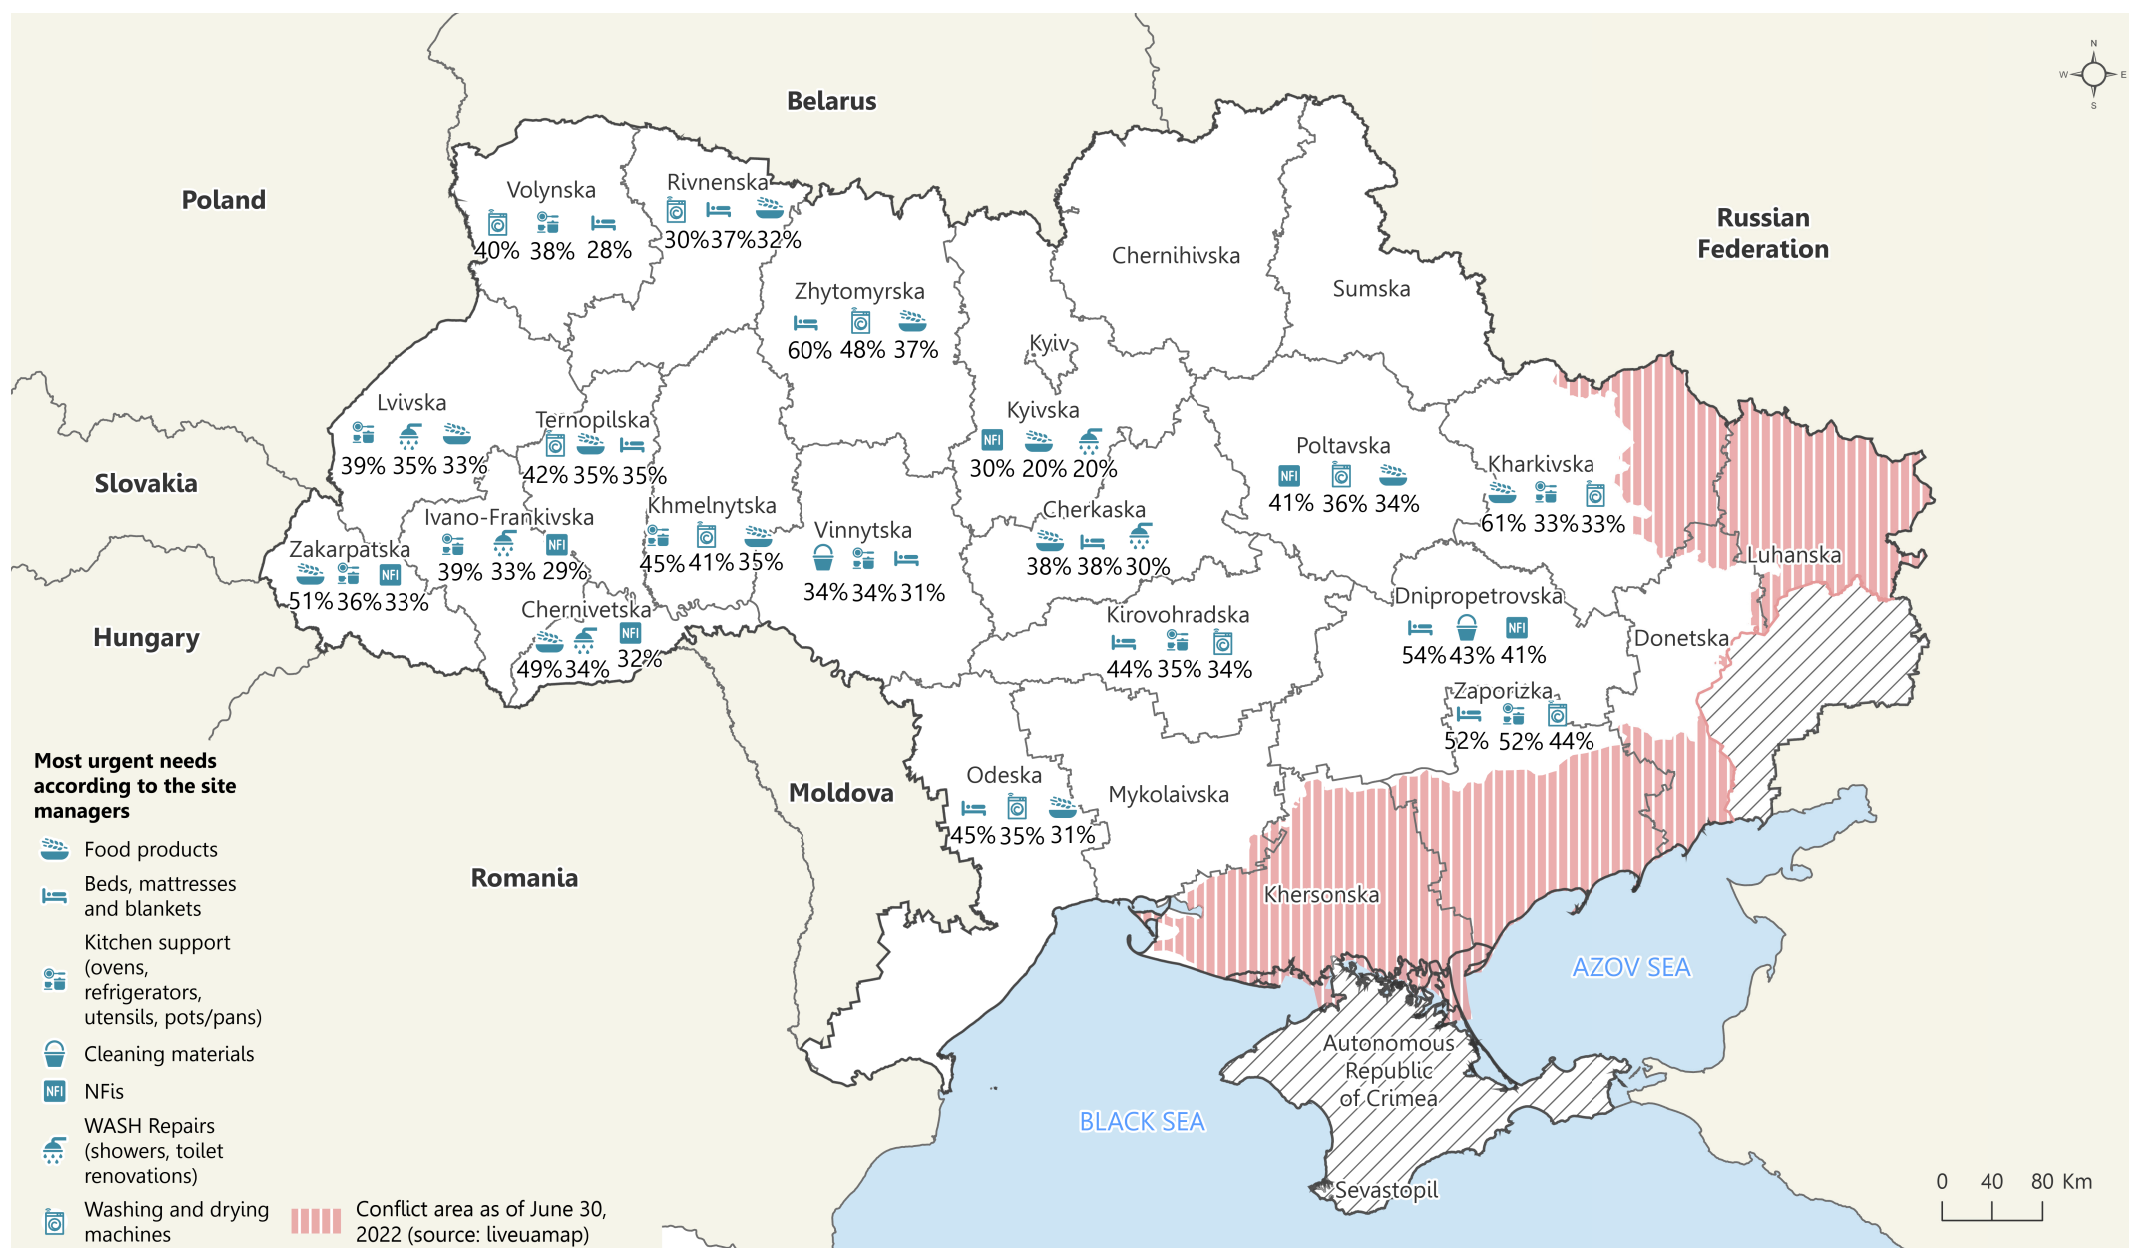 N
W
E
S
Belarus
Poland
Russian
Federation
Volynska
40% 38% 28%
Rivnenska
30% 37% 32%
Chernihivska
Sumska
Zhytomyrska
60% 48% 37%
Kyiv
Lvivska
39% 35% 33%
Ternopilska
42% 35% 35%
Kyivska
NFI
30% 20% 20%
Poltavska
NFI
41% 36% 34%
Kharkivska
61% 33% 33%
Slovakia
Khmelnytska
45% 41% 35%
Ivano-Frankivska
NFI
39% 33% 29%
Vinnytska
34% 34% 31%
Cherkaska
38% 38% 30%
Luhanska
Zakarpatska
NFI
51% 36% 33%
Chernivetska
NFI
49% 34% 32%
Kirovohradska
44% 35% 34%
Dnipropetrovska
NFI
54% 43% 41%
Donetska
Hungary
Zaporizka
52% 52% 44%
Odeska
45% 35% 31%
Mykolaivska
Moldova
Romania
Khersonska
AZOV SEA
Autonomous
Republic
of Crimea
BLACK SEA
Sevastopil
Most urgent needs
according to the site
managers
Food products
Beds, mattresses
and blankets
Kitchen support
(ovens,
refrigerators,
utensils, pots/pans)
Cleaning materials
NFI
NFis
WASH Repairs
(showers, toilet
renovations)
Washing and drying
machines
Conflict area as of June 30,
2022 (source: liveuamap)
0 40 80 Km